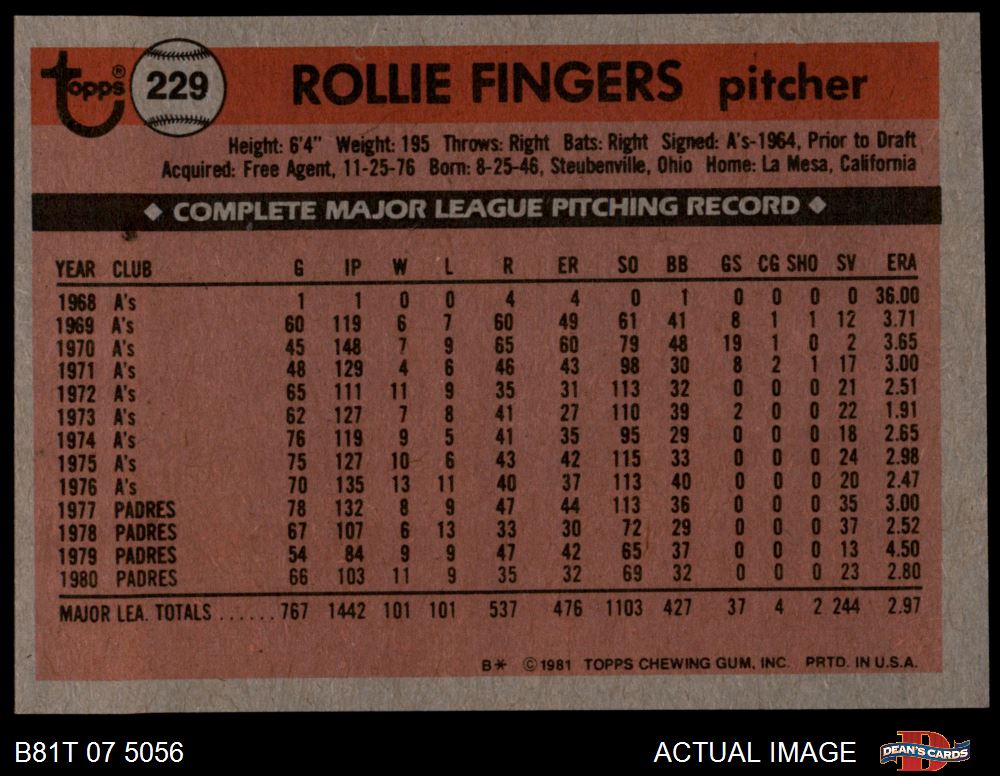 topps® 229 ROLLIE FINGERS pitcher
Height: 6'4" Weight: 195 Throws: Right Bats: Right Signed: A's-1964, Prior to Draft
Acquired: Free Agent, 11-25-76 Born: 8-25-46, Steubenville, Ohio Home: La Mesa, California
◆ COMPLETE MAJOR LEAGUE PITCHING RECORD ◆
YEAR CLUB G IP W L R ER SO BB GS CG SHO SV ERA
1968 A's 1 1 0 0 4 4 0 1 0 0 0 0 36.00
1969 A's 60 119 6 7 60 49 61 41 8 1 1 12 3.71
1970 A's 45 148 7 9 65 60 79 48 19 1 0 2 3.65
1971 A's 48 129 4 6 46 43 98 30 8 2 1 17 3.00
1972 A's 65 111 11 9 35 31 113 32 0 0 0 21 2.51
1973 A's 62 127 7 8 41 27 110 39 2 0 0 22 1.91
1974 A's 76 119 9 5 41 35 95 29 0 0 0 18 2.65
1975 A's 75 127 10 6 43 42 115 33 0 0 0 24 2.98
1976 A's 70 135 13 11 40 37 113 40 0 0 0 20 2.47
1977 PADRES 78 132 8 9 47 44 113 36 0 0 0 35 3.00
1978 PADRES 67 107 6 13 33 30 72 29 0 0 0 37 2.52
1979 PADRES 54 84 9 9 47 42 65 37 0 0 0 13 4.50
1980 PADRES 66 103 11 9 35 32 69 32 0 0 0 23 2.80
MAJOR LEA. TOTALS ......767 1442 101 101 537 476 1103 427 37 4 2 244 2.97
B* ©1981 TOPPS CHEWING GUM, INC. PRTD. IN U.S.A.
B81T 07 5056 ACTUAL IMAGE DEAN'S CARDS